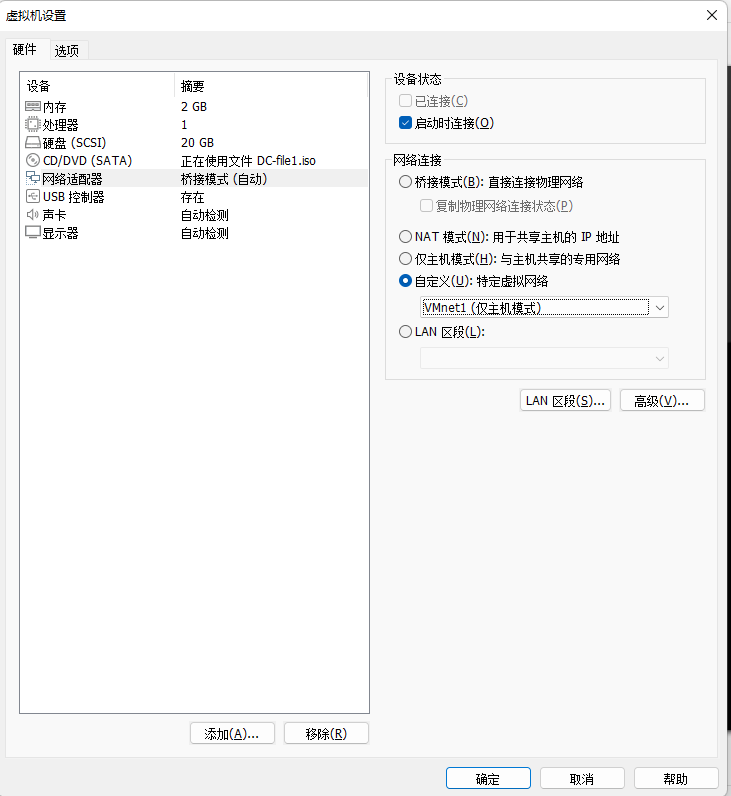 虚拟机设置
硬件 选项
设备 摘要
内存 2 GB
处理器 1
硬盘 (SCSI) 20 GB
CD/DVD (SATA) 正在使用文件 DC-file1.iso
网络适配器 桥接模式 (自动)
USB 控制器 存在
声卡 自动检测
显示器 自动检测
添加(A)... 移除(R)
设备状态
已连接(C)
启动时连接(O)
网络连接
桥接模式(B): 直接连接物理网络
复制物理网络连接状态(P)
NAT 模式(N): 用于共享主机的 IP 地址
仅主机模式(H): 与主机共享的专用网络
自定义(U): 特定虚拟网络
VMnet1 (仅主机模式)
LAN 区段(L):
LAN 区段(S)... 高级(V)...
确定 取消 帮助